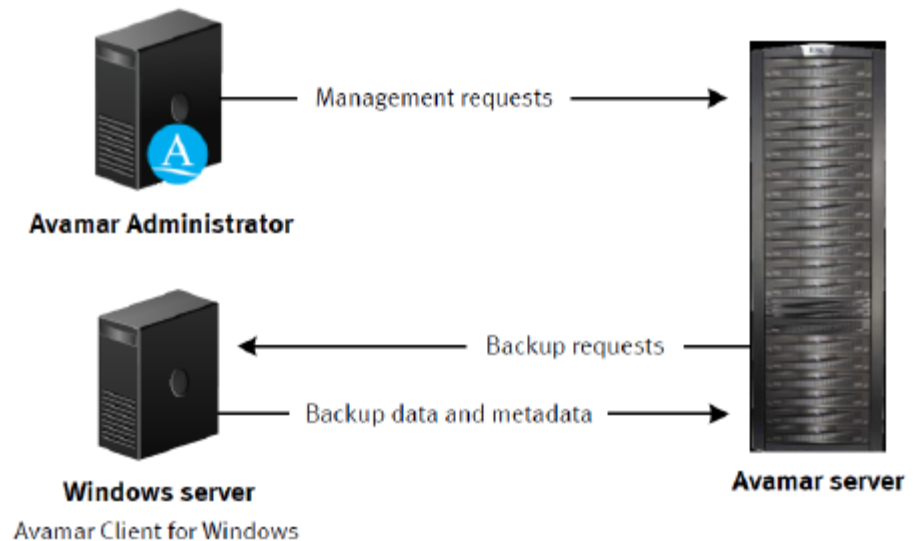 Management requests
A
Avamar Administrator
Backup requests
Backup data and metadata
Windows server
Avamar Client for Windows
Avamar server